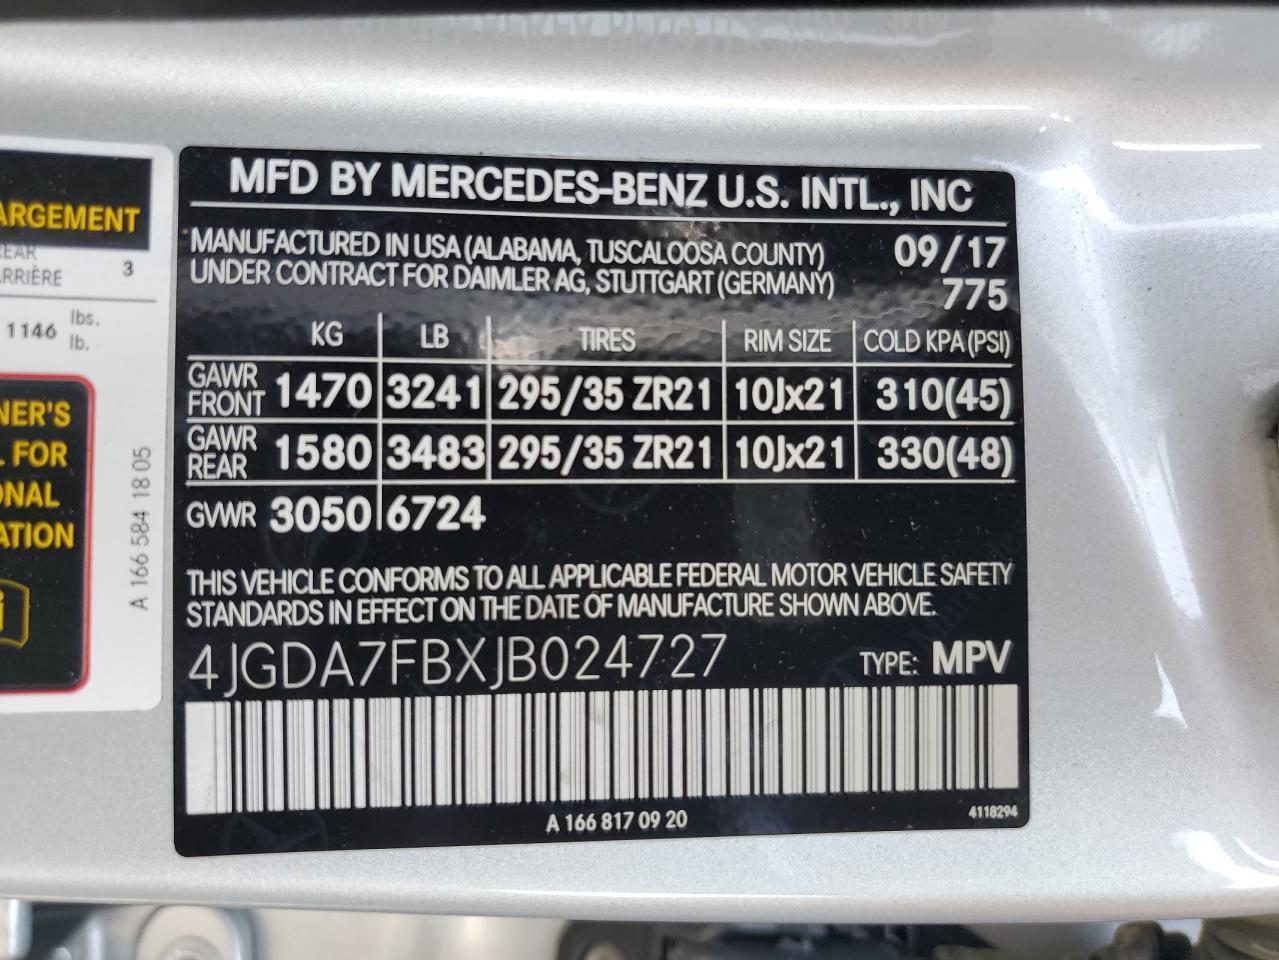 ARGEMENT
REAR
ARRIÈRE 3
1146 lbs.
lb.
NER'S
FOR
ONAL
ATION
A 166 584 18 05
MFD BY MERCEDES-BENZ U.S. INTL., INC
MANUFACTURED IN USA (ALABAMA, TUSCALOOSA COUNTY) 09/17
UNDER CONTRACT FOR DAIMLER AG, STUTTGART (GERMANY) 775
KG LB TIRES RIM SIZE COLD KPA (PSI)
GAWR FRONT 1470 3241 295/35 ZR21 10Jx21 310(45)
GAWR REAR 1580 3483 295/35 ZR21 10Jx21 330(48)
GVWR 3050 6724
THIS VEHICLE CONFORMS TO ALL APPLICABLE FEDERAL MOTOR VEHICLE SAFETY
STANDARDS IN EFFECT ON THE DATE OF MANUFACTURE SHOWN ABOVE.
4JGDA7FBXJB024727 TYPE: MPV
A 166 817 09 20
4118294